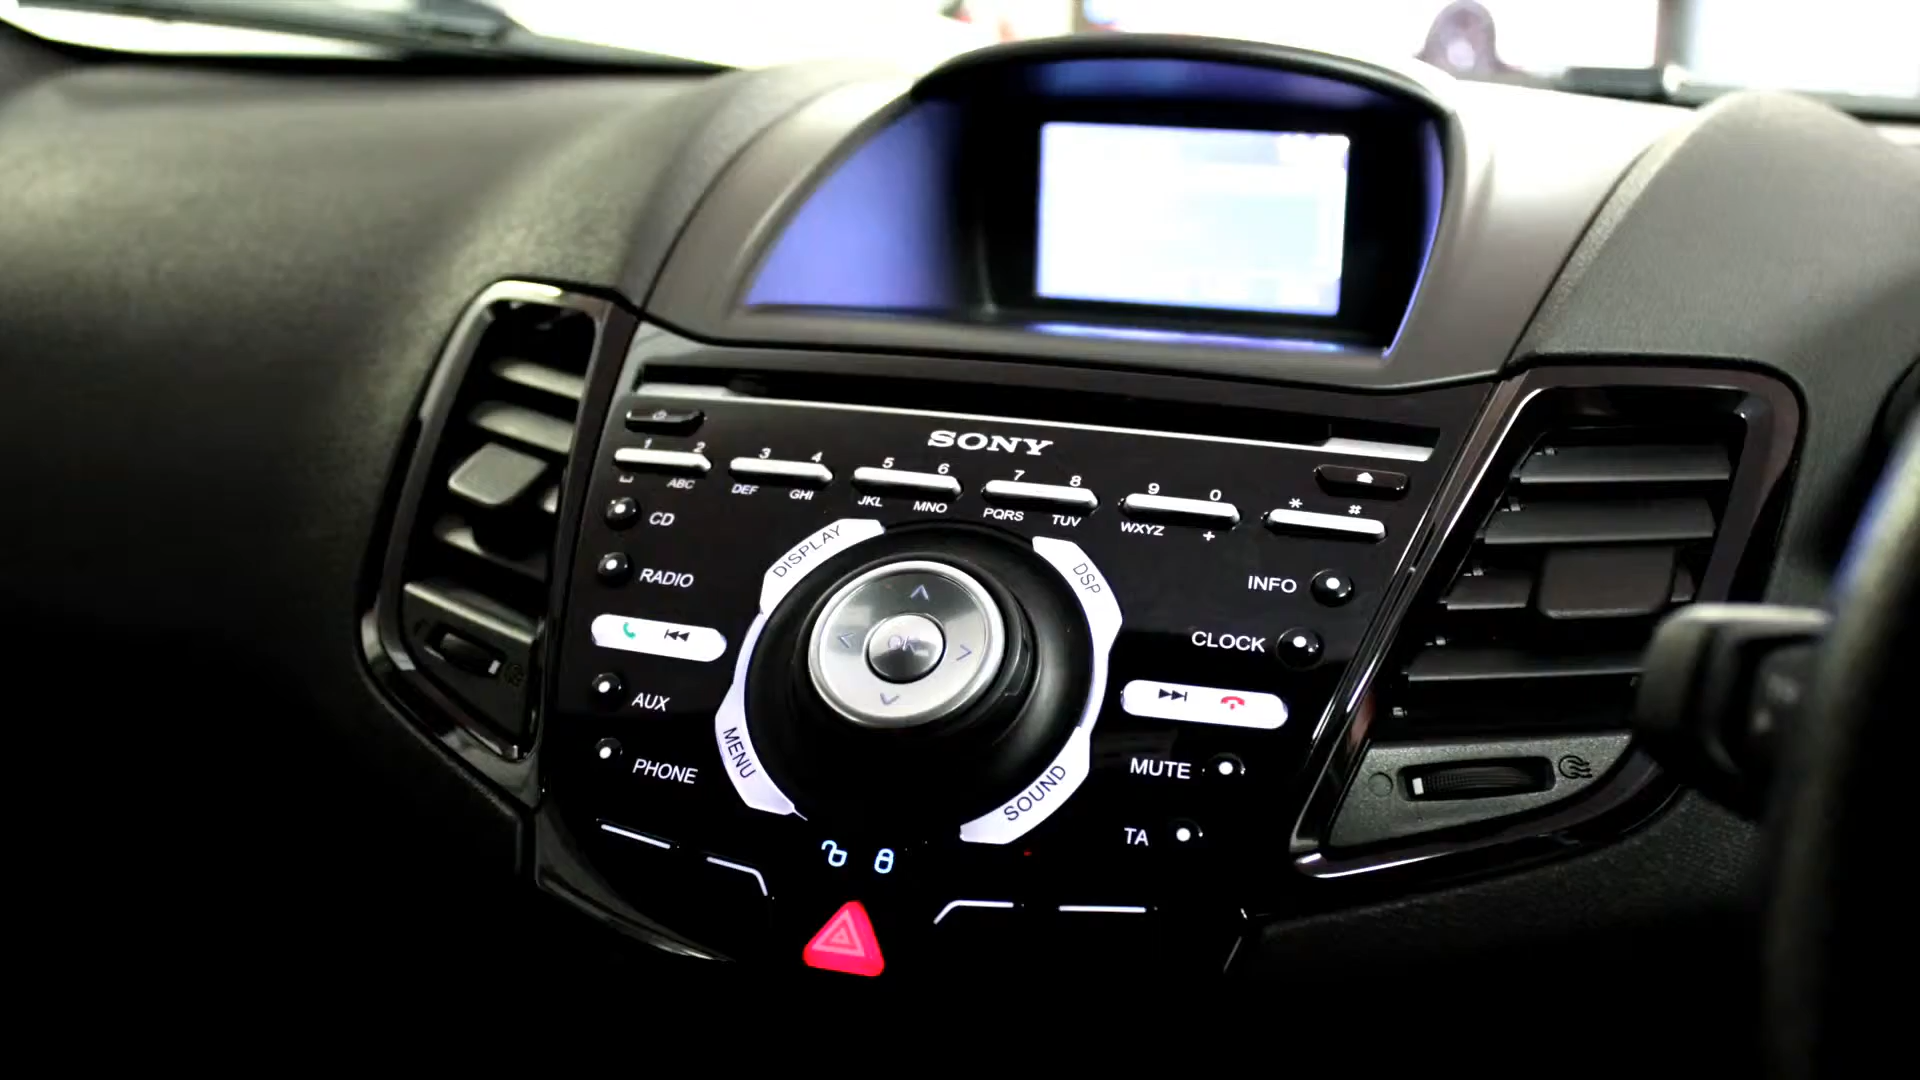 SONY
1 2 3 4 5 6 7 8 9 0 * #
ABC DEF GHI JKL MNO PQRS TUV WXYZ +
CD
DISPLAY
DSP
RADIO
INFO
OK
CLOCK
AUX
MENU
PHONE
SOUND
MUTE
TA